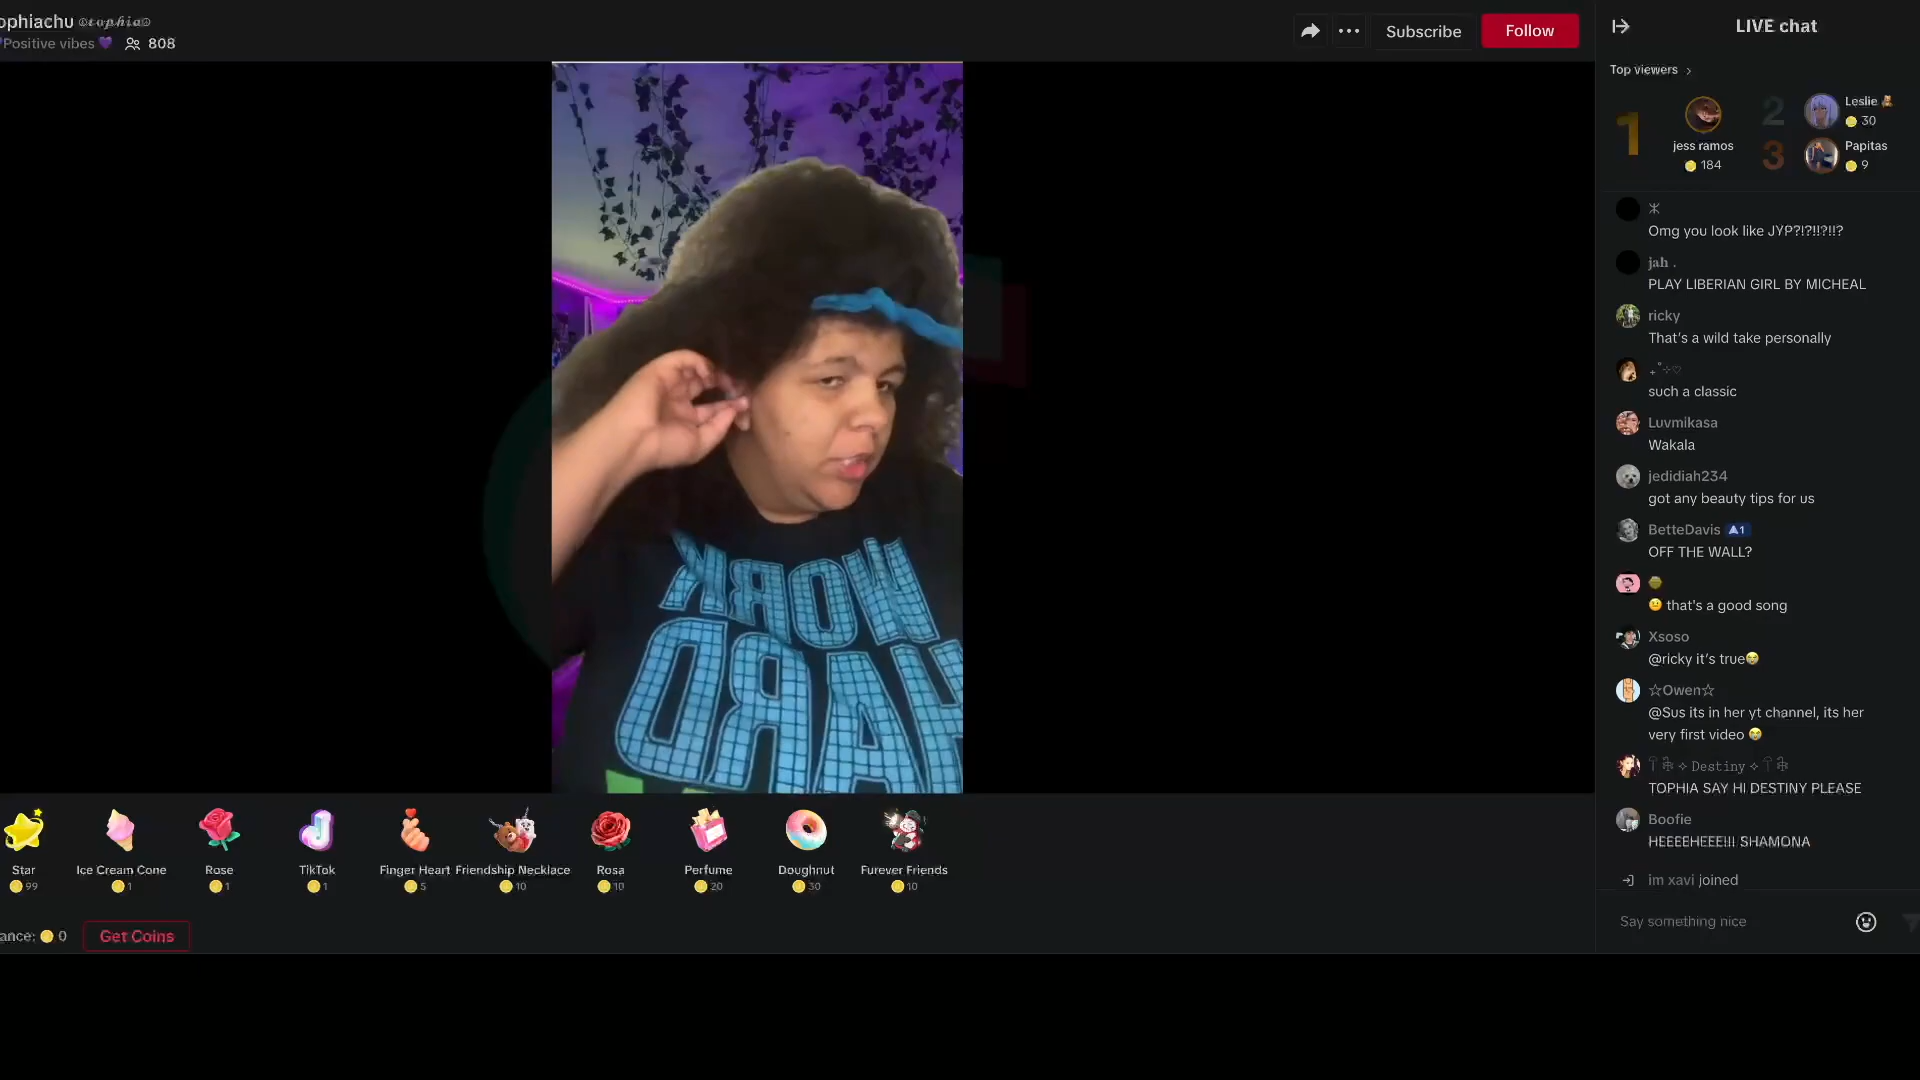 ophiachu @tophia
Positive vibes 💜 808
Subscribe
Follow
LIVE chat
Top viewers >
1
jess ramos
184
2
Leslie 🧸
30
3
Papitas
9
Omg you look like JYP?!?!!?!!?
jah .
PLAY LIBERIAN GIRL BY MICHEAL
ricky
That's a wild take personally
such a classic
Luvmikasa
Wakala
jedidiah234
got any beauty tips for us
BetteDavis 1
OFF THE WALL?
😐 that's a good song
Xsoso
@ricky it's true😭
☆Owen☆
@Sus its in her yt channel, its her
very first video 😭
✧ Destiny ✧
TOPHIA SAY HI DESTINY PLEASE
Boofie
HEEEEHEEE!!! SHAMONA
im xavi joined
Say something nice
WORK
HARD
Star
99
Ice Cream Cone
1
Rose
1
TikTok
1
Finger Heart
5
Friendship Necklace
10
Rosa
10
Perfume
20
Doughnut
30
Furever Friends
10
ance: 0
Get Coins